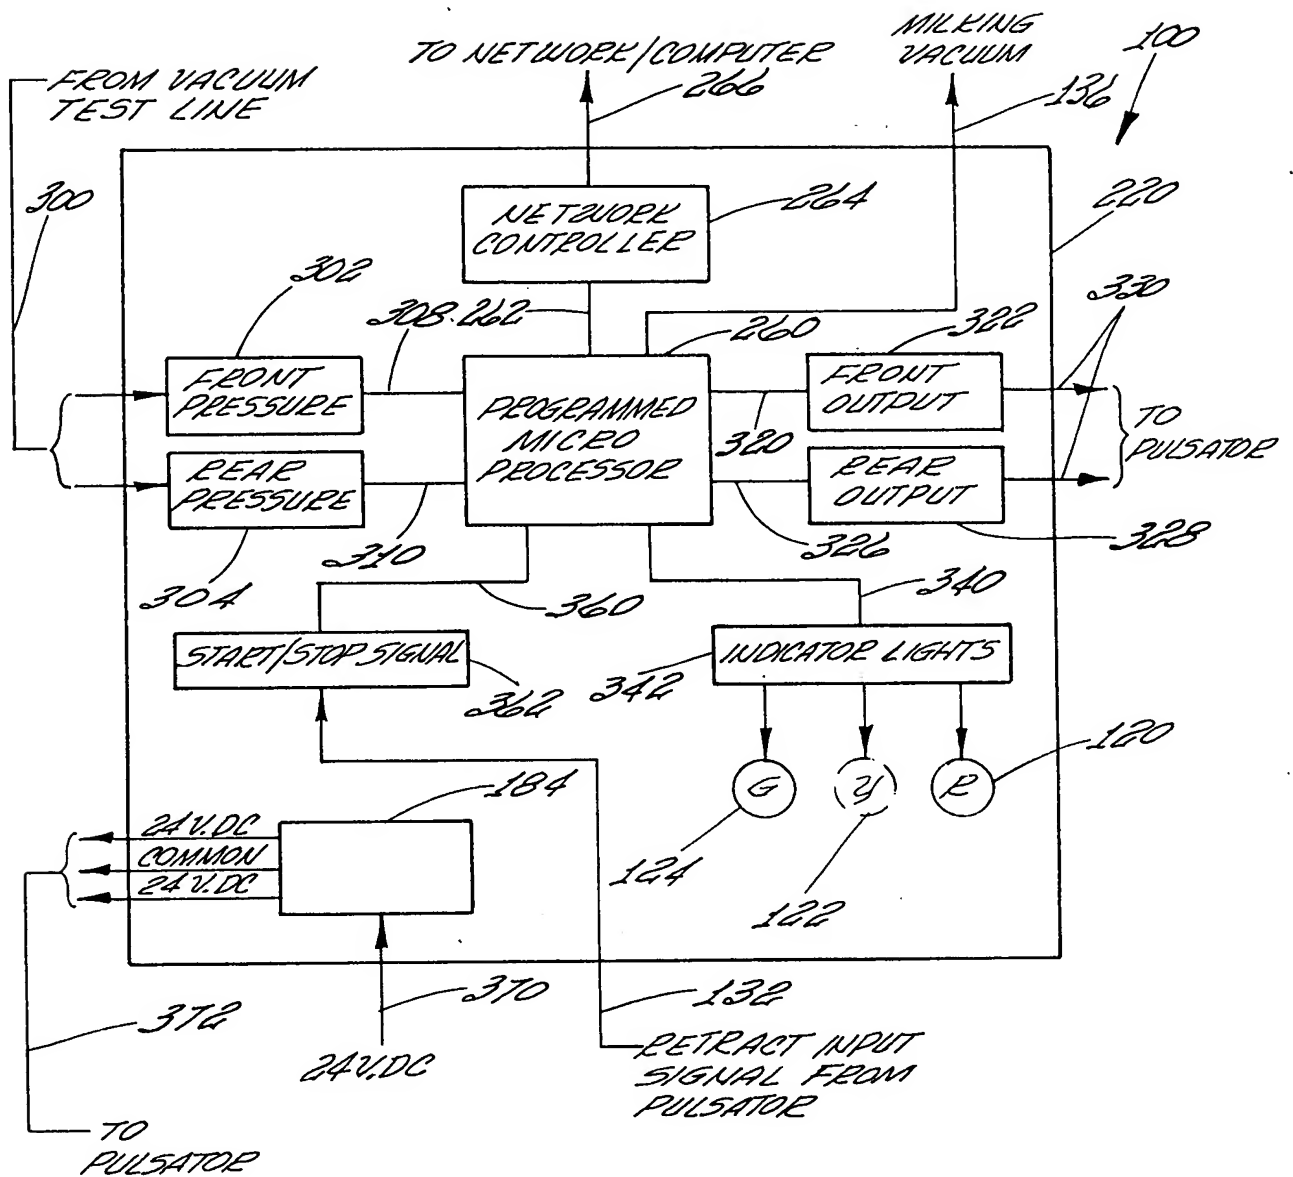 MILKING
VACUUM
TO NETWORK/COMPUTER
266
136
100
FROM VACUUM
TEST LINE
300
NETWORK
CONTROLLER
264
220
302
308
262
260
322
330
FRONT
PRESSURE
PROGRAMMED
MICRO
PROCESSOR
FRONT
OUTPUT
320
TO
PULSATOR
REAR
PRESSURE
REAR
OUTPUT
304
310
326
328
360
340
START/STOP SIGNAL
362
INDICATOR LIGHTS
342
G
Y
R
120
124
122
184
24V.DC
COMMON
24V.DC
372
370
132
24V.DC
RETRACT INPUT
SIGNAL FROM
PULSATOR
TO
PULSATOR